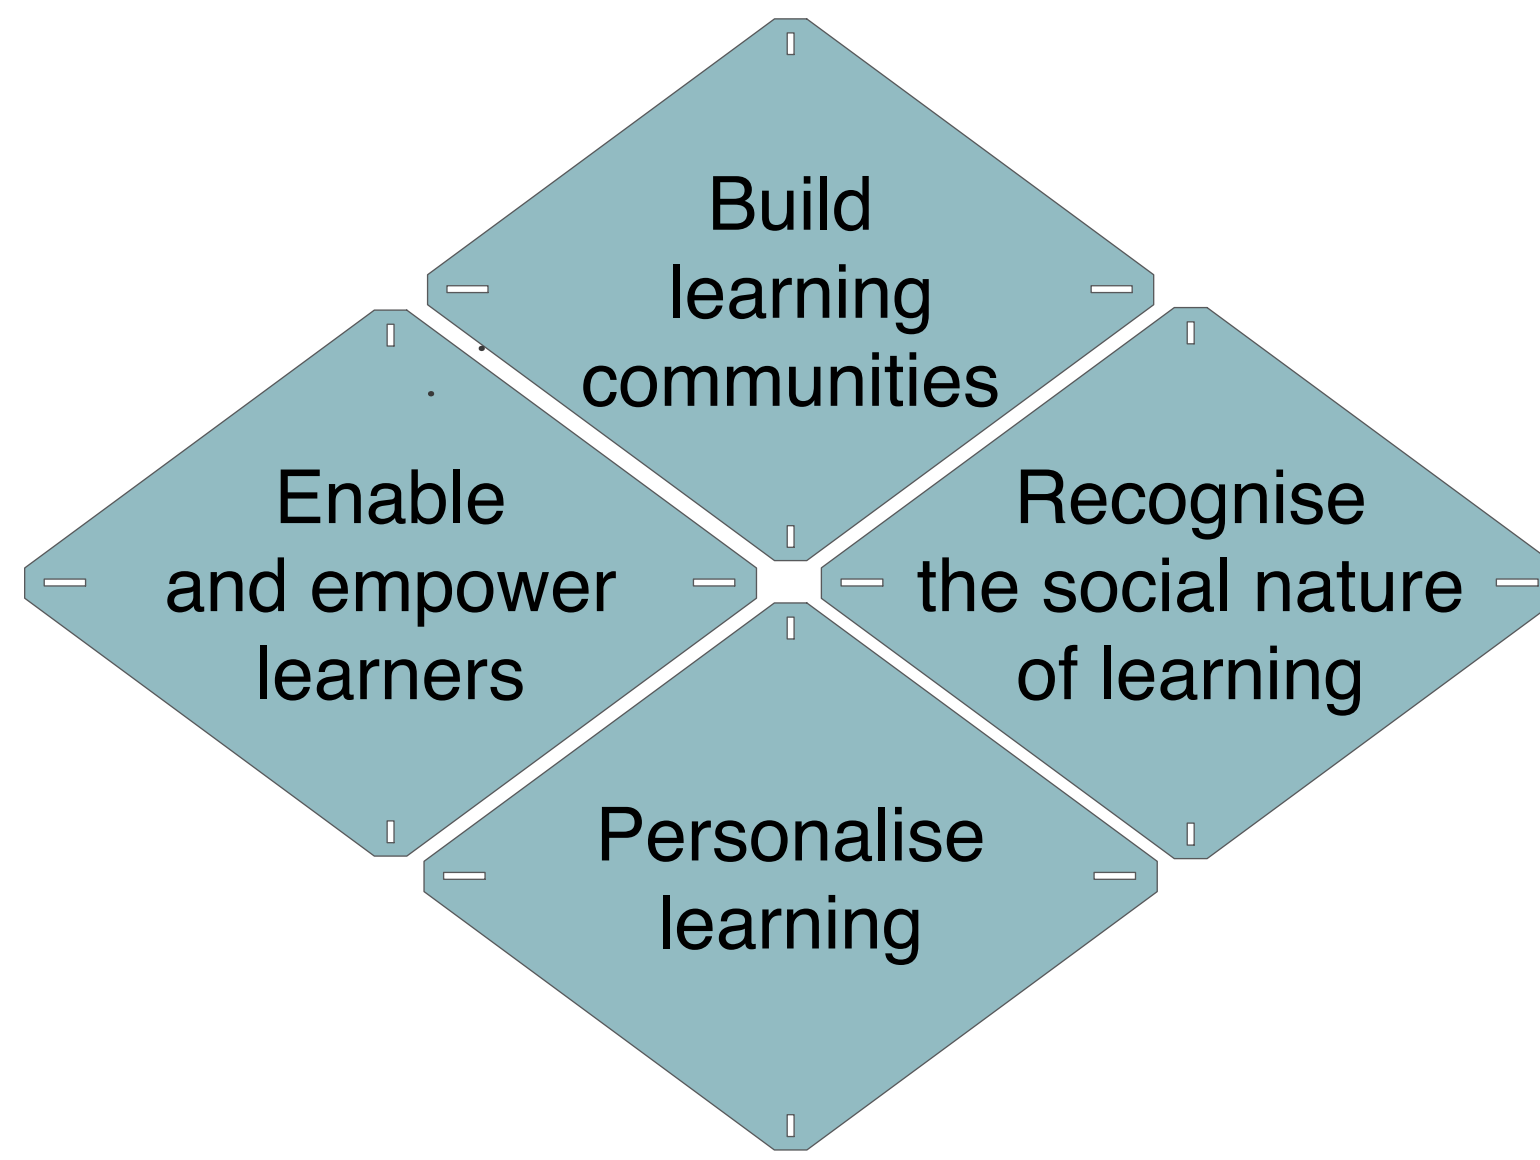 Build
learning
communities
Enable
and empower
learners
Recognise
the social nature
of learning
Personalise
learning